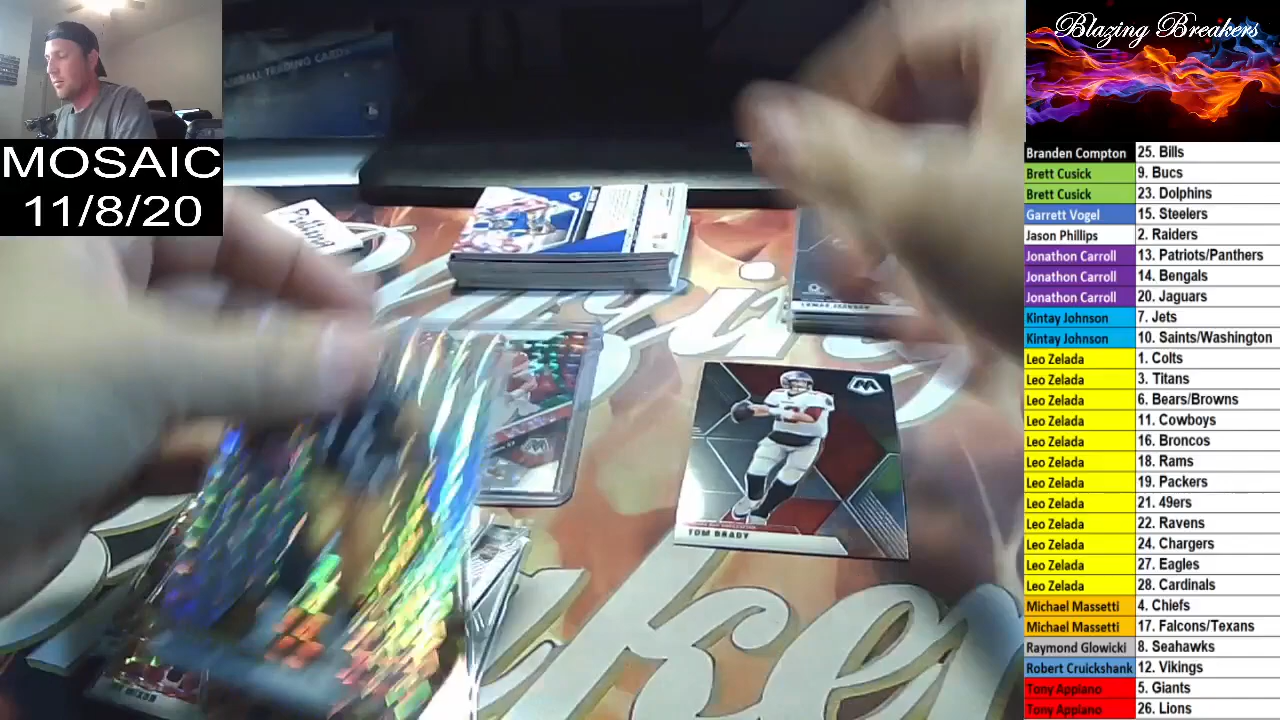 Blazing Breakers
MOSAIC
11/8/20
BASEBALL TRADING CARDS
TOM BRADY
Branden Compton 25. Bills
Brett Cusick 9. Bucs
Brett Cusick 23. Dolphins
Garrett Vogel 15. Steelers
Jason Phillips 2. Raiders
Jonathon Carroll 13. Patriots/Panthers
Jonathon Carroll 14. Bengals
Jonathon Carroll 20. Jaguars
Kintay Johnson 7. Jets
Kintay Johnson 10. Saints/Washington
Leo Zelada 1. Colts
Leo Zelada 3. Titans
Leo Zelada 6. Bears/Browns
Leo Zelada 11. Cowboys
Leo Zelada 16. Broncos
Leo Zelada 18. Rams
Leo Zelada 19. Packers
Leo Zelada 21. 49ers
Leo Zelada 22. Ravens
Leo Zelada 24. Chargers
Leo Zelada 27. Eagles
Leo Zelada 28. Cardinals
Michael Massetti 4. Chiefs
Michael Massetti 17. Falcons/Texans
Raymond Glowicki 8. Seahawks
Robert Cruickshank 12. Vikings
Tony Appiano 5. Giants
Tony Appiano 26. Lions